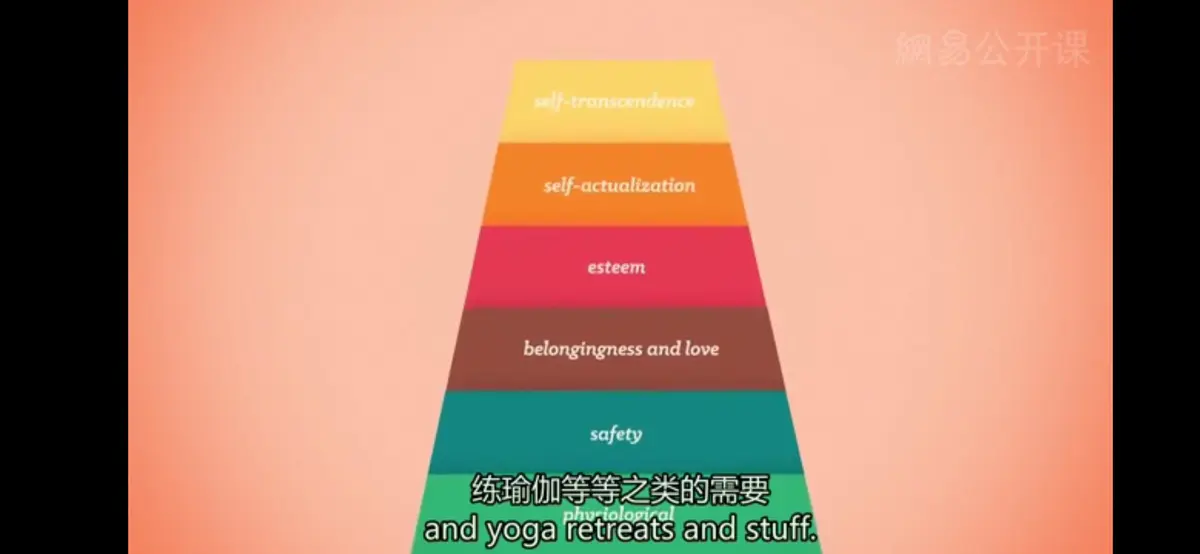 網易公开课
self-transcendence
self-actualization
esteem
belongingness and love
safety
练瑜伽等等之类的需要
physiological
and yoga retreats and stuff.